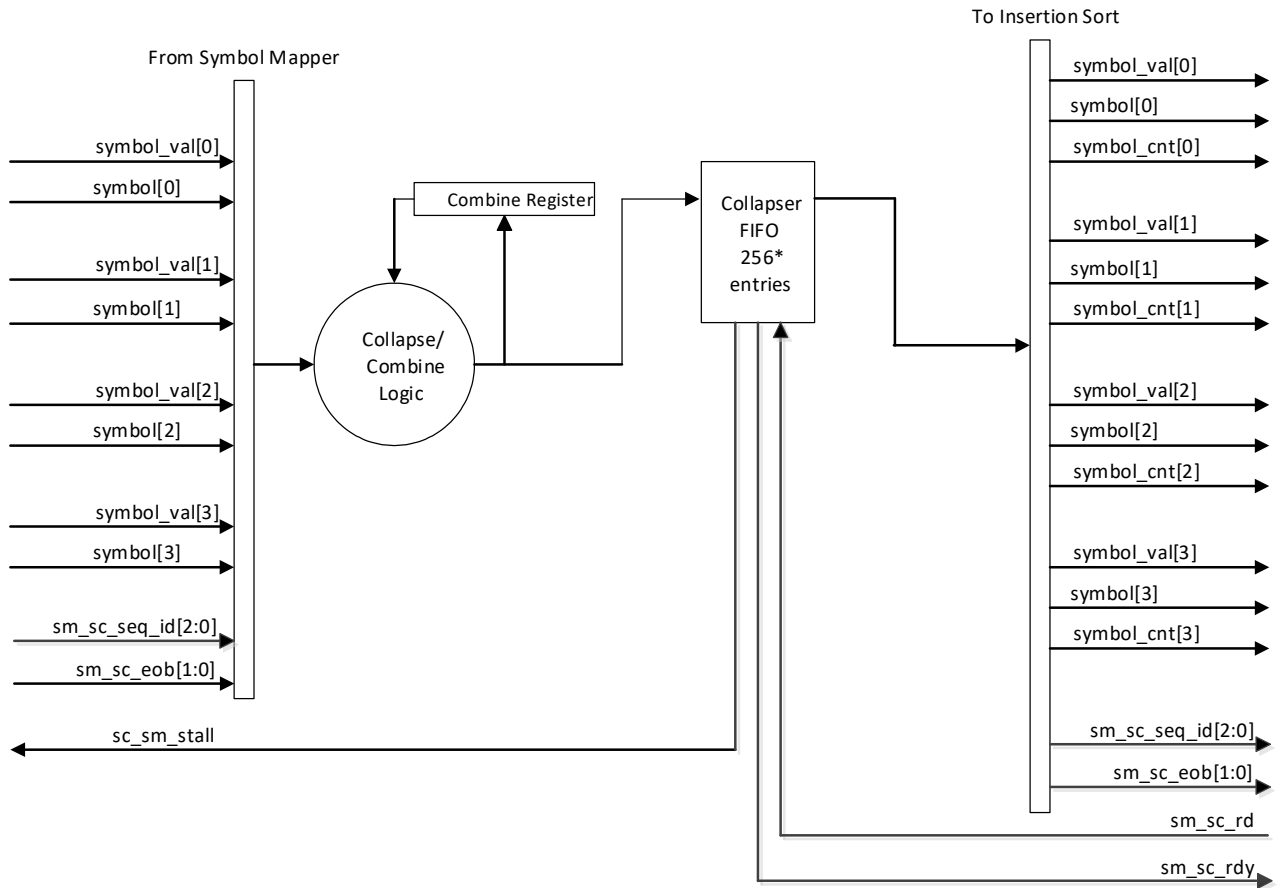 To Insertion Sort
From Symbol Mapper
symbol_val[0]
symbol[0]
symbol_val[1]
symbol[1]
symbol_val[2]
symbol[2]
symbol_val[3]
symbol[3]
sm_sc_seq_id[2:0]
sm_sc_eob[1:0]
sc_sm_stall
Combine Register
Collapse/
Combine
Logic
Collapser
FIFO
256*
entries
symbol_val[0]
symbol[0]
symbol_cnt[0]
symbol_val[1]
symbol[1]
symbol_cnt[1]
symbol_val[2]
symbol[2]
symbol_cnt[2]
symbol_val[3]
symbol[3]
symbol_cnt[3]
sm_sc_seq_id[2:0]
sm_sc_eob[1:0]
sm_sc_rd
sm_sc_rdy